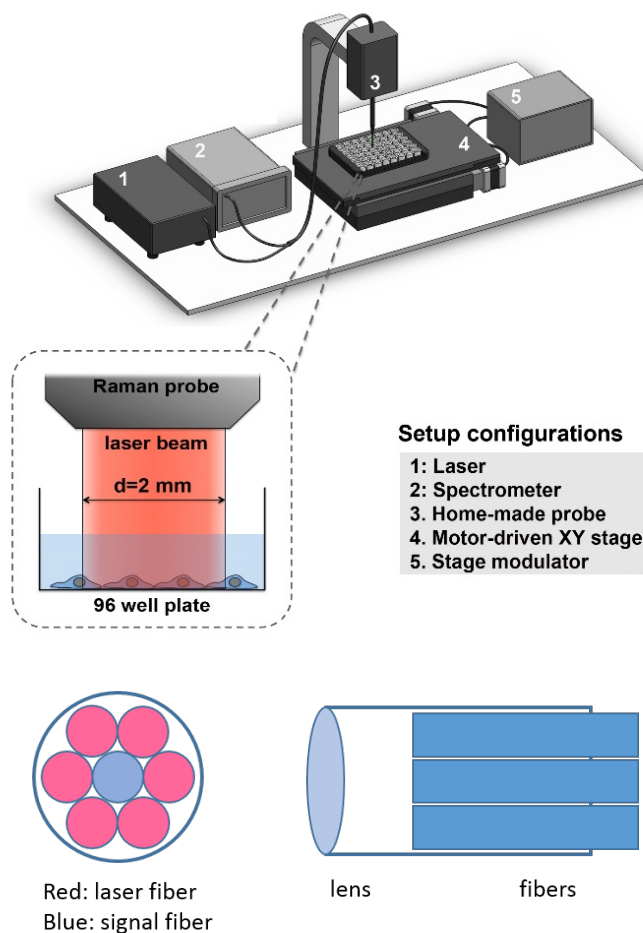 1
2
3
4
5
Raman probe
laser beam
d=2 mm
96 well plate
Setup configurations
1: Laser
2: Spectrometer
3. Home-made probe
4. Motor-driven XY stage
5. Stage modulator
Red: laser fiber
Blue: signal fiber
lens
fibers